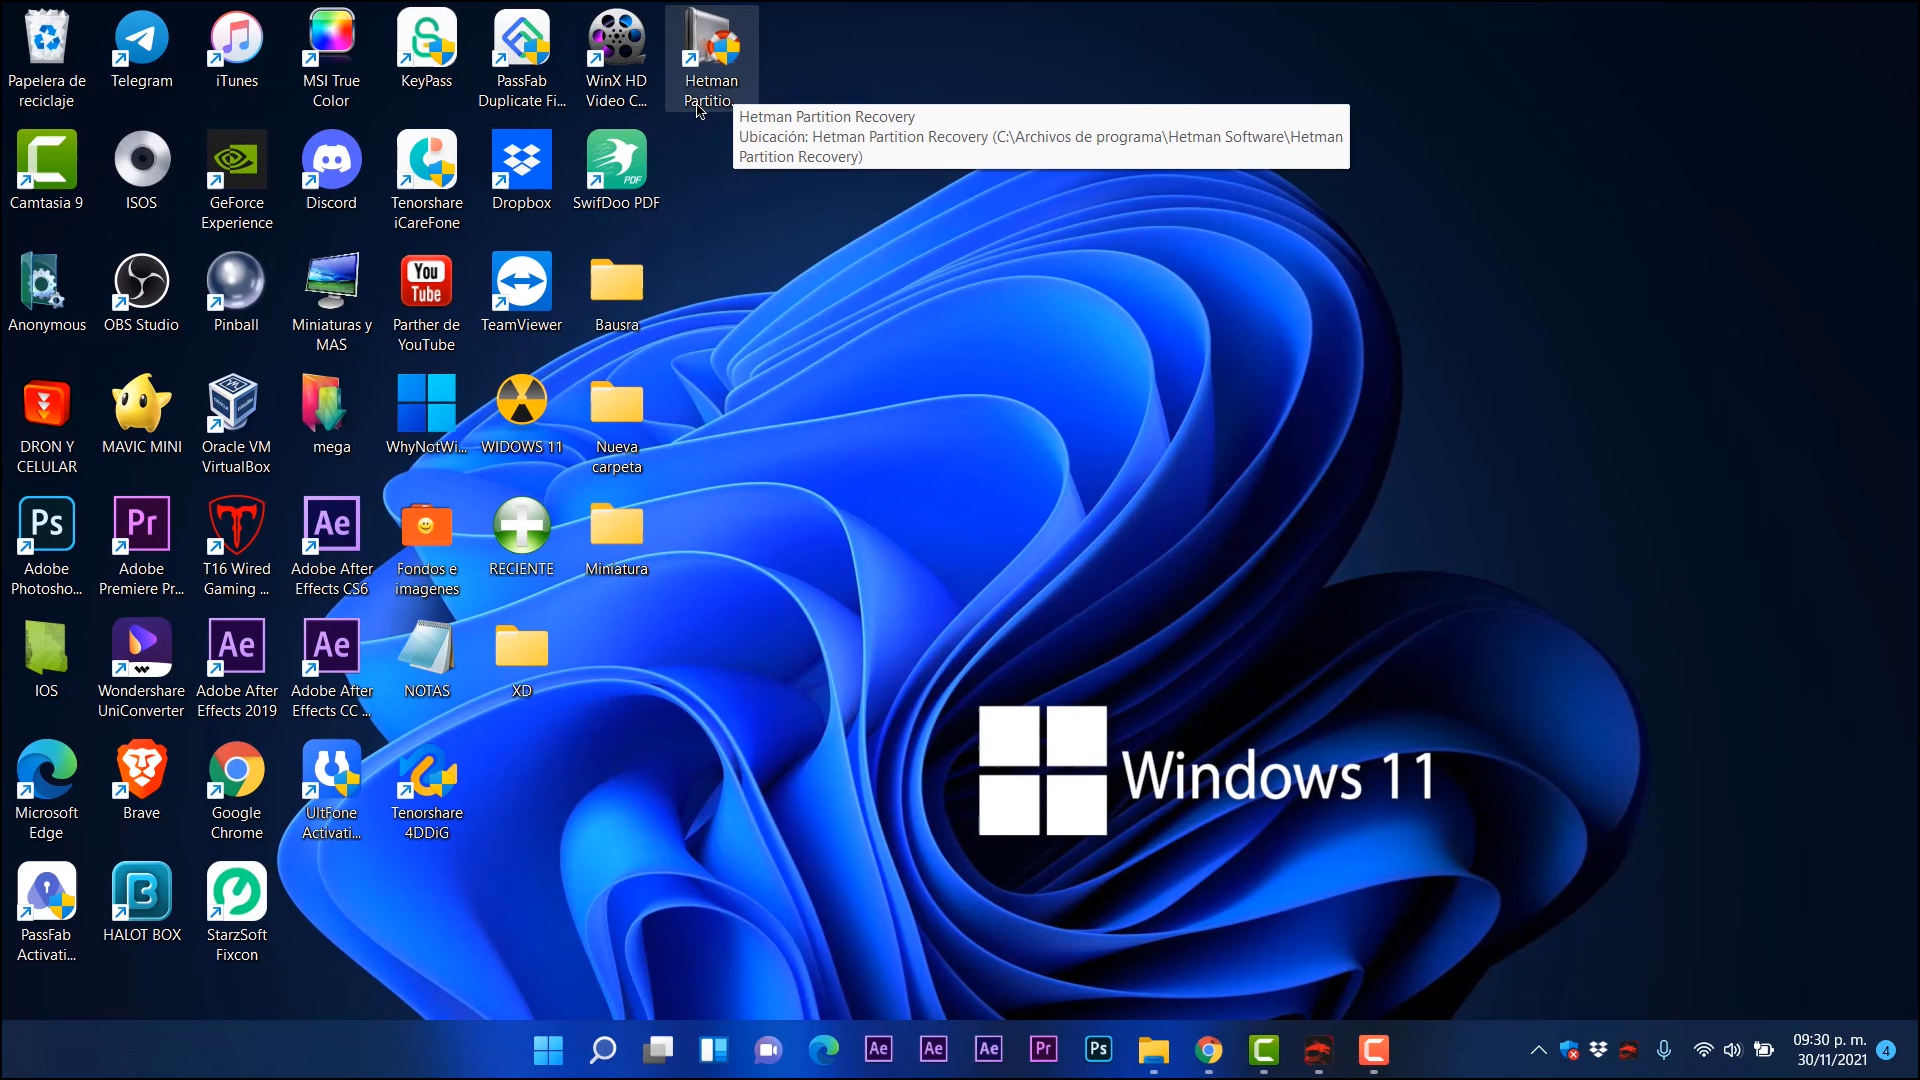 Papelera de
reciclaje
Telegram
iTunes
MSI True
Color
KeyPass
PassFab
Duplicate Fi...
WinX HD
Video C...
Hetman
Partitio...
Hetman Partition Recovery
Ubicación: Hetman Partition Recovery (C:\Archivos de programa\Hetman Software\Hetman
Partition Recovery)
Camtasia 9
ISOS
GeForce
Experience
Discord
Tenorshare
iCareFone
Dropbox
PDF
SwifDoo PDF
Anonymous
OBS Studio
Pinball
Miniaturas y
MAS
You
Tube
Parther de
YouTube
TeamViewer
Bausra
DRON Y
CELULAR
MAVIC MINI
Oracle VM
VirtualBox
mega
WhyNotWi...
WIDOWS 11
Nueva
carpeta
Ps
Adobe
Photosho...
Pr
Adobe
Premiere Pr...
T16 Wired
Gaming ...
Ae
Adobe After
Effects CS6
Fondos e
imagenes
RECIENTE
Miniatura
IOS
Wondershare
UniConverter
Ae
Adobe After
Effects 2019
Ae
Adobe After
Effects CC ...
NOTAS
XD
Windows 11
Microsoft
Edge
Brave
Google
Chrome
UltFone
Activati...
Tenorshare
4DDiG
PassFab
Activati...
HALOT BOX
StarzSoft
Fixcon
Ae
Ae
Ae
Pr
Ps
09:30 p. m.
30/11/2021
4